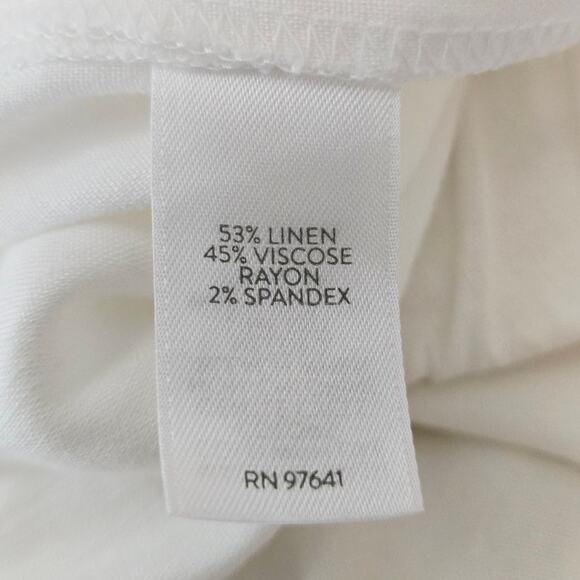 53% LINEN
45% VISCOSE
RAYON
2% SPANDEX
RN 97641